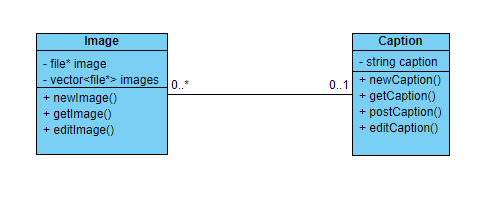 Image
- file* image
- vector<file*> images
+ newImage()
+ getImage()
+ editImage()
0..*
0..1
Caption
- string caption
+ newCaption()
+ getCaption()
+ postCaption()
+ editCaption()